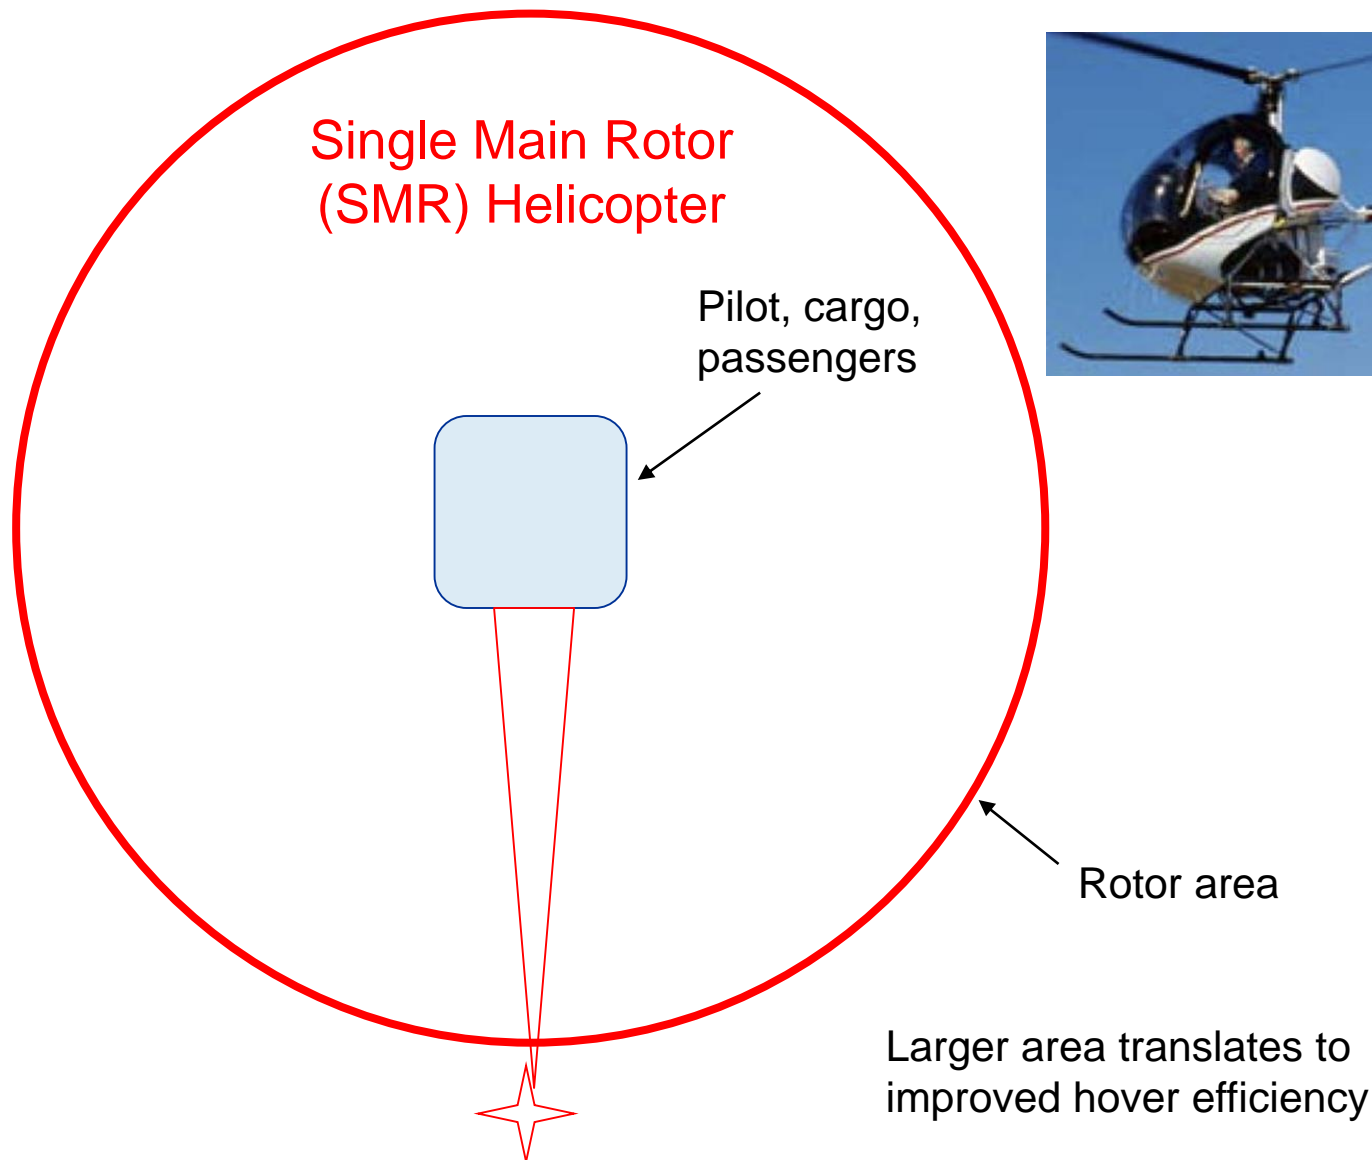 Single Main Rotor
(SMR) Helicopter
Pilot, cargo,
passengers
Rotor area
Larger area translates to
improved hover efficiency